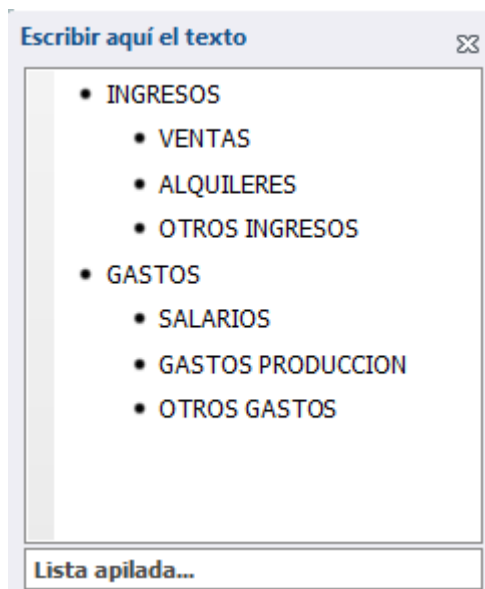 Escribir aquí el texto
INGRESOS
VENTAS
ALQUILERES
OTROS INGRESOS
GASTOS
SALARIOS
GASTOS PRODUCCION
OTROS GASTOS
Lista apilada...